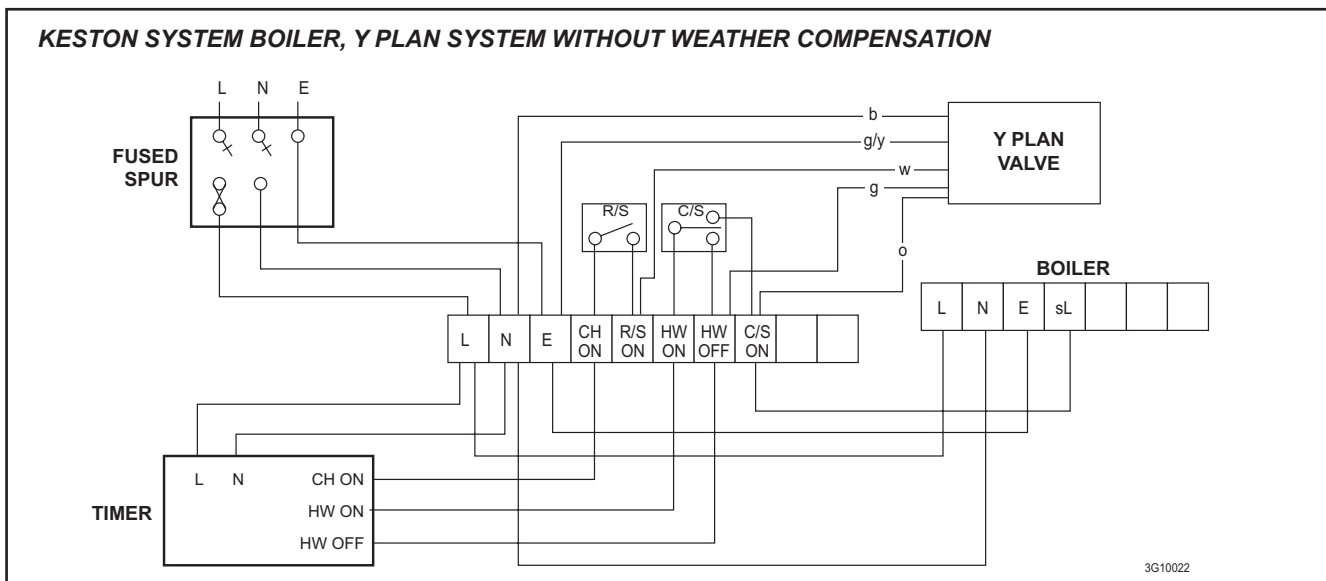 KESTON SYSTEM BOILER, Y PLAN SYSTEM WITHOUT WEATHER COMPENSATION
L N E
FUSED
SPUR
b
g/y
w
g
o
Y PLAN
VALVE
R/S
C/S
BOILER
L N E sL
L N E CH ON R/S ON HW ON HW OFF C/S ON
TIMER
L N
CH ON
HW ON
HW OFF
3G10022